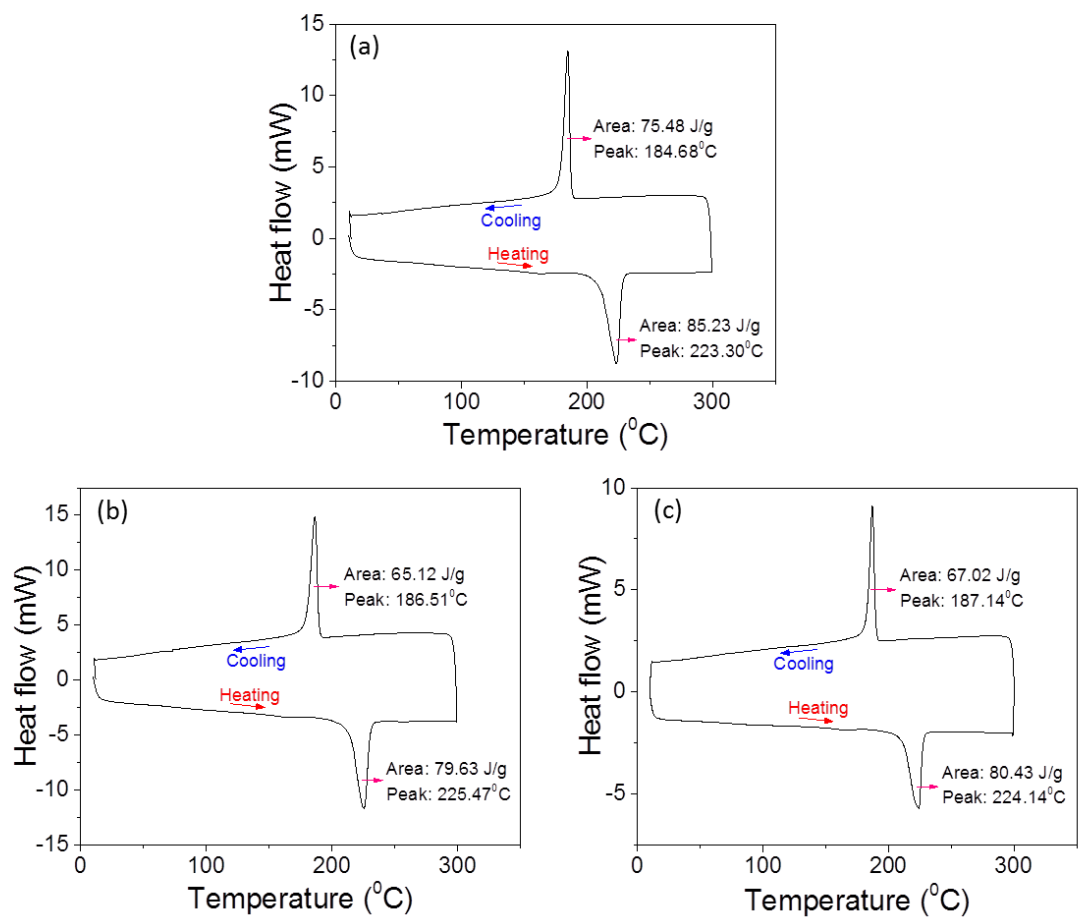 (a)
15
10
5
0
-5
-10
Heat flow (mW)
Area: 75.48 J/g
Peak: 184.68⁰C
Cooling
Heating
Area: 85.23 J/g
Peak: 223.30⁰C
0 100 200 300
Temperature (⁰C)
(b)
15
10
5
0
-5
-10
-15
Heat flow (mW)
Area: 65.12 J/g
Peak: 186.51⁰C
Cooling
Heating
Area: 79.63 J/g
Peak: 225.47⁰C
0 100 200 300
Temperature (⁰C)
(c)
10
5
0
-5
Heat flow (mW)
Area: 67.02 J/g
Peak: 187.14⁰C
Cooling
Heating
Area: 80.43 J/g
Peak: 224.14⁰C
0 100 200 300
Temperature (⁰C)